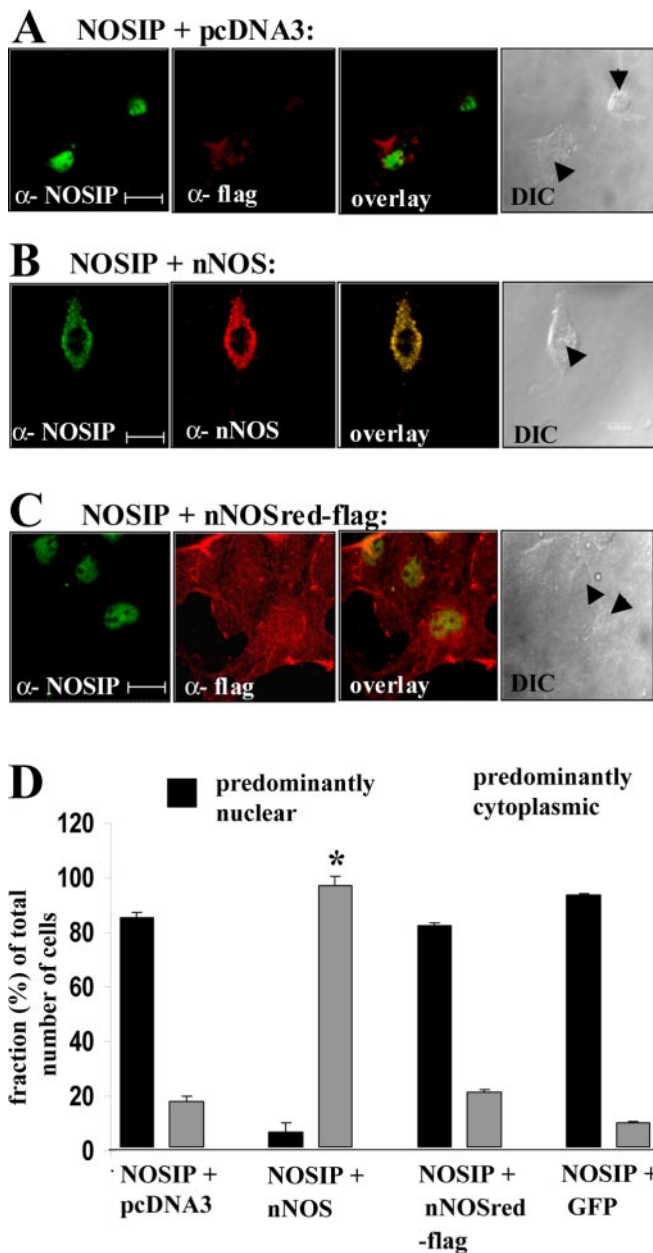 A NOSIP + pcDNA3:
α- NOSIP α- flag overlay DIC
B NOSIP + nNOS:
α- NOSIP α- nNOS overlay DIC
C NOSIP + nNOSred-flag:
α- NOSIP α- flag overlay DIC
D predominantly nuclear predominantly cytoplasmic
120
100
80
60
40
20
0
*
fraction (%) of total
number of cells
NOSIP + pcDNA3
NOSIP + nNOS
NOSIP + nNOSred -flag
NOSIP + GFP